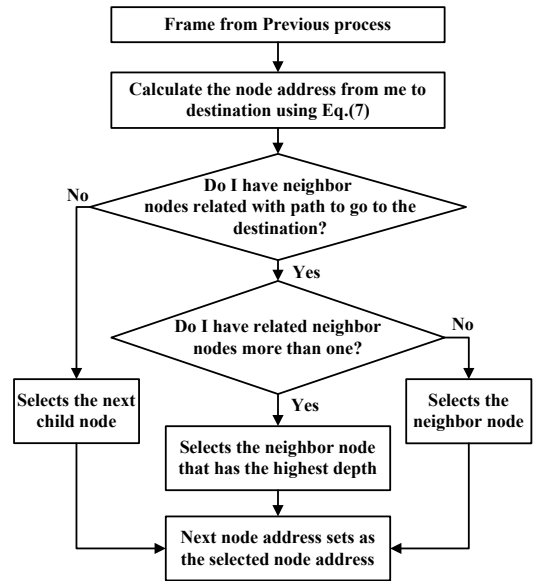 Frame from Previous process
Calculate the node address from me to
destination using Eq.(7)
Do I have neighbor
nodes related with path to go to the
destination?
No
Yes
Do I have related neighbor
nodes more than one?
No
Selects the next
child node
Yes
Selects the
neighbor node
Selects the neighbor node
that has the highest depth
Next node address sets as
the selected node address